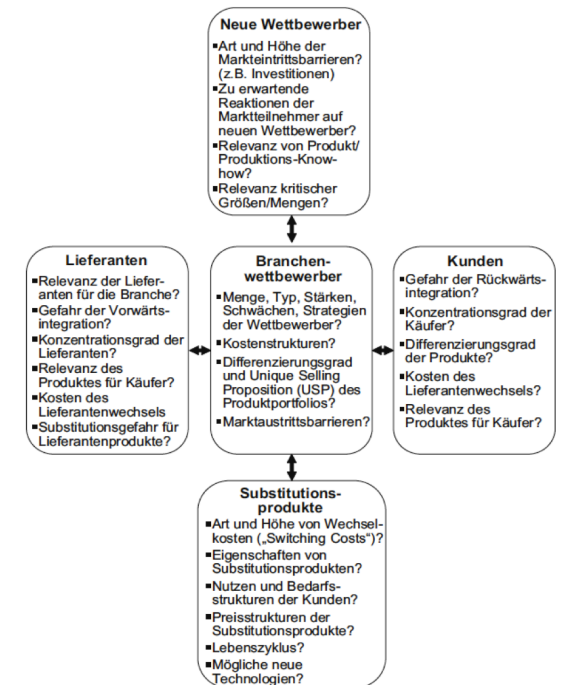 Neue Wettbewerber
▪Art und Höhe der
Markteintrittsbarrieren?
(z.B. Investitionen)
▪Zu erwartende
Reaktionen der
Marktteilnehmer auf
neuen Wettbewerber?
▪Relevanz von Produkt/
Produktions-Know-
how?
▪Relevanz kritischer
Größen/Mengen?
Lieferanten
▪Relevanz der Liefer-
anten für die Branche?
▪Gefahr der Vorwärts-
integration?
▪Konzentrationsgrad der
Lieferanten?
▪Relevanz des
Produktes für Käufer?
▪Kosten des
Lieferantenwechsels
▪Substitutionsgefahr für
Lieferantenprodukte?
Branchen-
wettbewerber
▪Menge, Typ, Stärken,
Schwächen, Strategien
der Wettbewerber?
▪Kostenstrukturen?
▪Differenzierungsgrad
und Unique Selling
Proposition (USP) des
Produktportfolios?
▪Marktaustrittsbarrieren?
Kunden
▪Gefahr der Rückwärts-
integration?
▪Konzentrationsgrad der
Käufer?
▪Differenzierungsgrad
der Produkte?
▪Kosten des
Lieferantenwechsels?
▪Relevanz des
Produktes für Käufer?
Substitutions-
produkte
▪Art und Höhe von Wechsel-
kosten („Switching Costs“)?
▪Eigenschaften von
Substitutionsprodukten?
▪Nutzen und Bedarfs-
strukturen der Kunden?
▪Preisstrukturen der
Substitutionsprodukte?
▪Lebenszyklus?
▪Mögliche neue
Technologien?